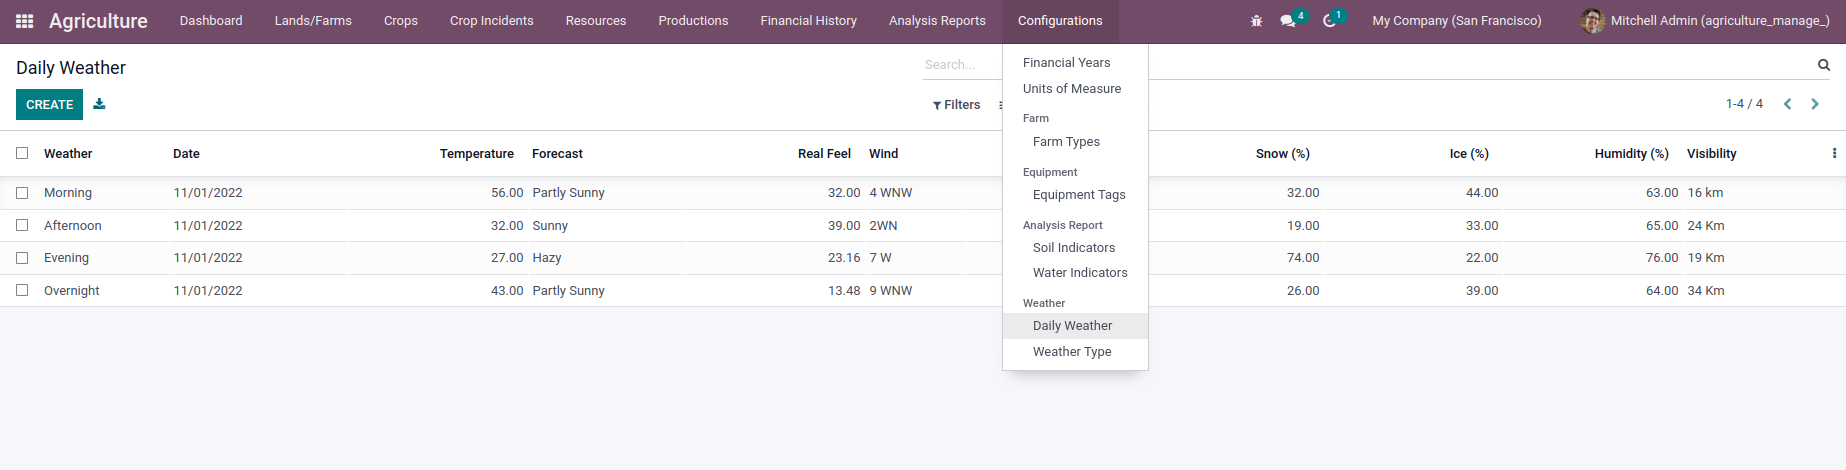 Agriculture Dashboard Lands/Farms Crops Crop Incidents Resources Productions Financial History Analysis Reports Configurations 4 1 My Company (San Francisco) Mitchell Admin (agriculture_manage_)
Daily Weather Search...
CREATE Filters 1-4 / 4
Financial Years
Units of Measure
Farm
Farm Types
Equipment
Equipment Tags
Analysis Report
Soil Indicators
Water Indicators
Weather
Daily Weather
Weather Type
Weather Date Temperature Forecast Real Feel Wind Snow (%) Ice (%) Humidity (%) Visibility
Morning 11/01/2022 56.00 Partly Sunny 32.00 4 WNW 32.00 44.00 63.00 16 km
Afternoon 11/01/2022 32.00 Sunny 39.00 2WN 19.00 33.00 65.00 24 Km
Evening 11/01/2022 27.00 Hazy 23.16 7 W 74.00 22.00 76.00 19 Km
Overnight 11/01/2022 43.00 Partly Sunny 13.48 9 WNW 26.00 39.00 64.00 34 Km